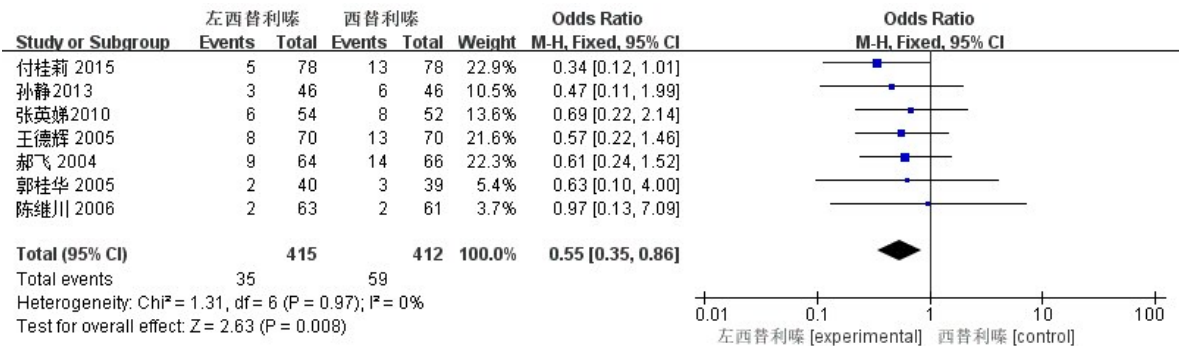 左西替利嗪 西替利嗪 Odds Ratio Odds Ratio
Study or Subgroup Events Total Events Total Weight M-H, Fixed, 95% CI M-H, Fixed, 95% CI
付桂莉 2015 5 78 13 78 22.9% 0.34 [0.12, 1.01]
孙静2013 3 46 6 46 10.5% 0.47 [0.11, 1.99]
张英娣2010 6 54 8 52 13.6% 0.69 [0.22, 2.14]
王德辉 2005 8 70 13 70 21.6% 0.57 [0.22, 1.46]
郝飞 2004 9 64 14 66 22.3% 0.61 [0.24, 1.52]
郭桂华 2005 2 40 3 39 5.4% 0.63 [0.10, 4.00]
陈维川 2006 2 63 2 61 3.7% 0.97 [0.13, 7.09]
Total (95% CI) 415 412 100.0% 0.55 [0.35, 0.86]
Total events 35 59
Heterogeneity: Chi² = 1.31, df = 6 (P = 0.97); I² = 0%
Test for overall effect: Z = 2.63 (P = 0.008)
0.01 0.1 1 10 100
左西替利嗪 [experimental] 西替利嗪 [control]